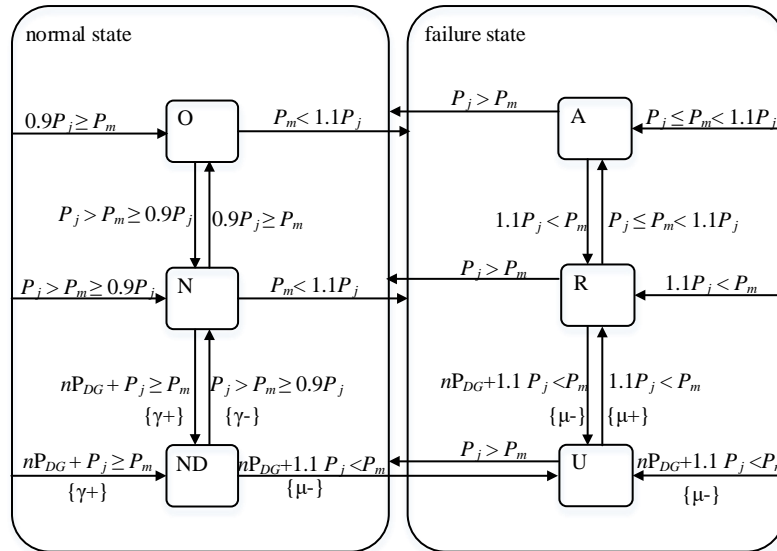 normal state
failure state
0.9P_j ≥ P_m
O
P_m < 1.1P_j
P_j > P_m
A
P_j ≤ P_m < 1.1P_j
P_j > P_m ≥ 0.9P_j
0.9P_j ≥ P_m
1.1P_j < P_m
P_j ≤ P_m < 1.1P_j
P_j > P_m ≥ 0.9P_j
N
P_m < 1.1P_j
P_j > P_m
R
1.1P_j < P_m
nP_DG + P_j ≥ P_m
{γ+}
P_j > P_m ≥ 0.9P_j
{γ-}
nP_DG+1.1 P_j <P_m
{μ-}
1.1P_j < P_m
{μ+}
nP_DG + P_j ≥ P_m
{γ+}
ND
nP_DG+1.1 P_j <P_m
{μ-}
P_j > P_m
U
nP_DG+1.1 P_j <P_m
{μ-}